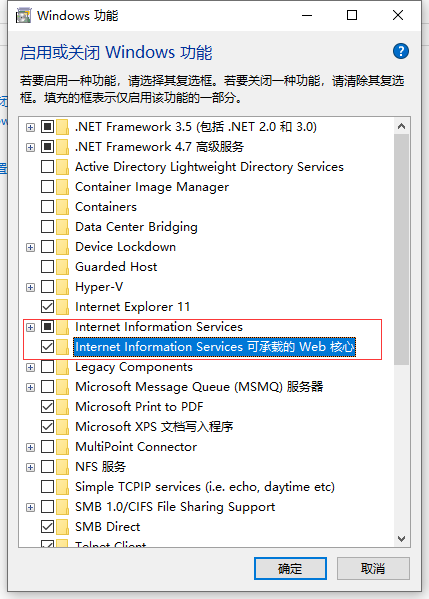 Windows 功能
启用或关闭 Windows 功能
若要启用一种功能，请选择其复选框。若要关闭一种功能，请清除其复选
框。填充的框表示仅启用该功能的一部分。
.NET Framework 3.5 (包括 .NET 2.0 和 3.0)
.NET Framework 4.7 高级服务
Active Directory Lightweight Directory Services
Container Image Manager
Containers
Data Center Bridging
Device Lockdown
Guarded Host
Hyper-V
Internet Explorer 11
Internet Information Services
Internet Information Services 可承载的 Web 核心
Legacy Components
Microsoft Message Queue (MSMQ) 服务器
Microsoft Print to PDF
Microsoft XPS 文档写入程序
MultiPoint Connector
NFS 服务
Simple TCPIP services (i.e. echo, daytime etc)
SMB 1.0/CIFS File Sharing Support
SMB Direct
Telnet Client
确定
取消